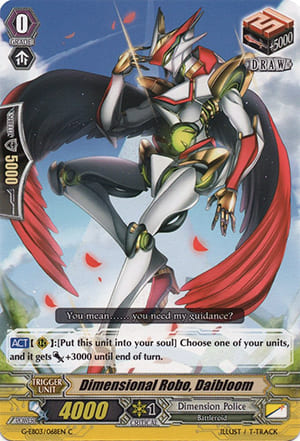 GRADE
0
+5000
DRAW
SHIELD
5000
You mean...... you need my guidance?
ACT[ R ]:[Put this unit into your soul] Choose one of your units,
and it gets +3000 until end of turn.
TRIGGER
UNIT
Dimensional Robo, Daibloom
POWER
4000
1
CRITICAL
Dimension Police
Battleroid
G-EB03/068EN C
ILLUST / T-TRACK